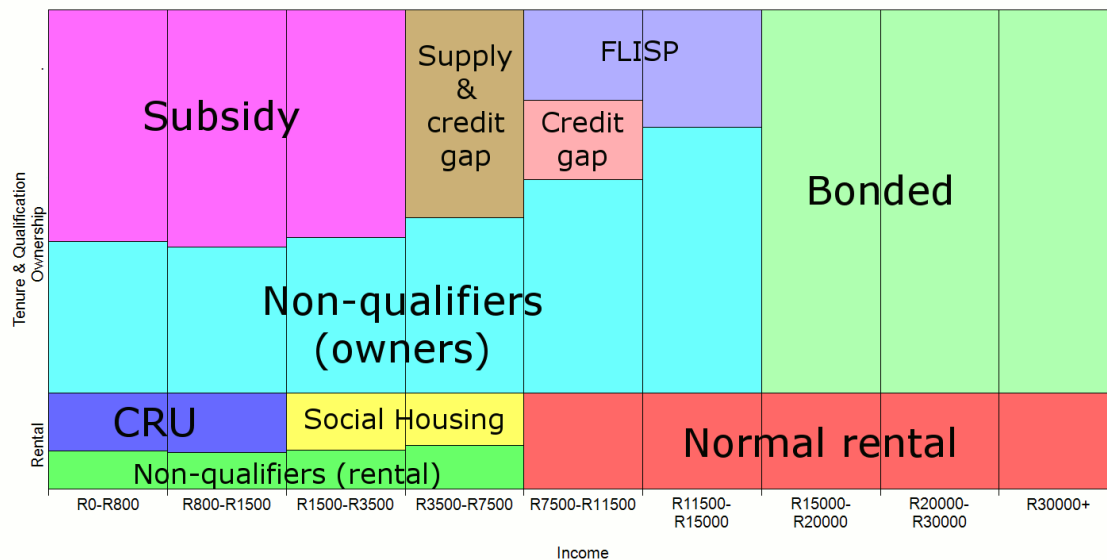 Subsidy
Supply
&
credit
gap
FLISP
Credit
gap
Bonded
Non-qualifiers
(owners)
CRU
Social Housing
Non-qualifiers (rental)
Normal rental
Tenure & Qualification
Ownership
Rental
R0-R800
R800-R1500
R1500-R3500
R3500-R7500
R7500-R11500
R11500-
R15000
R15000-
R20000
R20000-
R30000
R30000+
Income